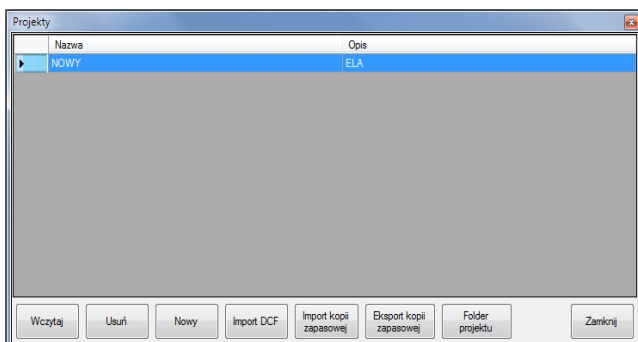 Projekty
Nazwa Opis
NOWY ELA
Wczytaj Usuń Nowy Import DCF Import kopii zapasowej Eksport kopii zapasowej Folder projektu Zamknij